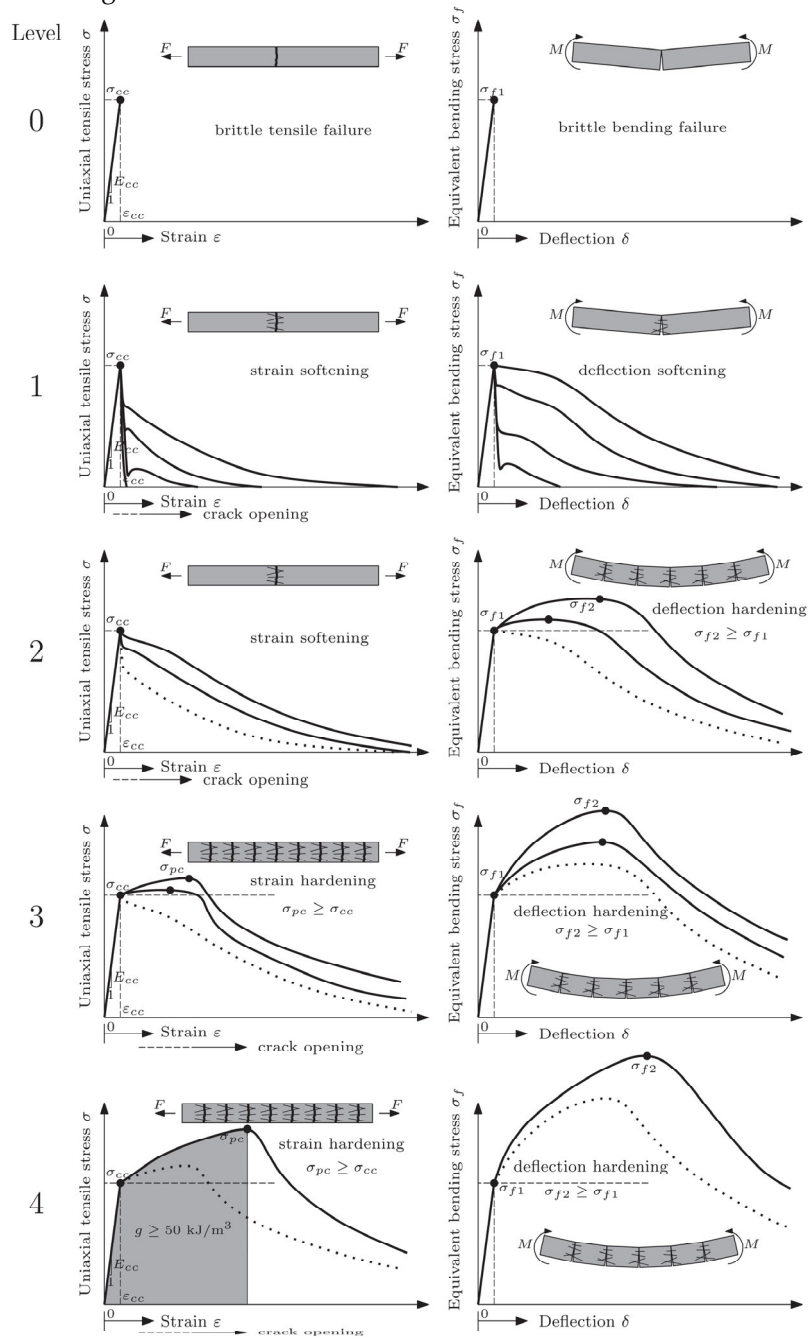 Level
0
Uniaxial tensile stress σ
σcc
Ecc
1
εcc
0
Strain ε
F
F
brittle tensile failure
Equivalent bending stress σf
σf1
0
Deflection δ
M
M
brittle bending failure
1
Uniaxial tensile stress σ
σcc
Ecc
1
εcc
0
Strain ε
crack opening
F
F
strain softening
Equivalent bending stress σf
σf1
0
Deflection δ
M
M
deflection softening
2
Uniaxial tensile stress σ
σcc
Ecc
1
εcc
0
Strain ε
crack opening
F
F
strain softening
Equivalent bending stress σf
σf1
σf2
0
Deflection δ
M
M
deflection hardening
σf2 ≥ σf1
3
Uniaxial tensile stress σ
σcc
σpc
Ecc
1
εcc
0
Strain ε
crack opening
F
F
strain hardening
σpc ≥ σcc
Equivalent bending stress σf
σf1
σf2
0
Deflection δ
deflection hardening
σf2 ≥ σf1
M
M
4
Uniaxial tensile stress σ
σcc
σpc
g ≥ 50 kJ/m³
Ecc
1
εcc
0
Strain ε
crack opening
F
F
strain hardening
σpc ≥ σcc
Equivalent bending stress σf
σf1
σf2
0
Deflection δ
deflection hardening
σf2 ≥ σf1
M
M